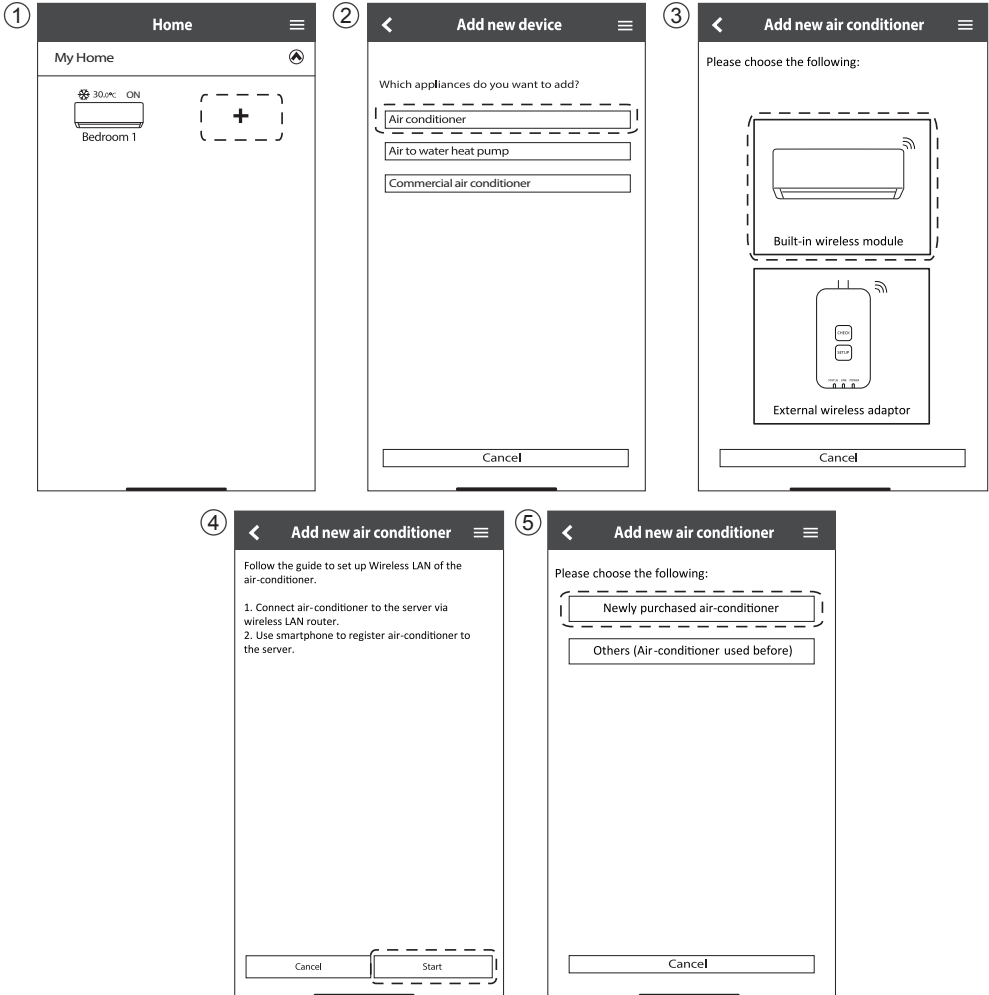 ①
Home
My Home
30.0°C ON
+
Bedroom 1
②
Add new device
Which appliances do you want to add?
Air conditioner
Air to water heat pump
Commercial air conditioner
Cancel
③
Add new air conditioner
Please choose the following:
Built-in wireless module
CHECK
SETUP
STATUS LAN POWER
External wireless adaptor
Cancel
④
Add new air conditioner
Follow the guide to set up Wireless LAN of the
air-conditioner.
1. Connect air-conditioner to the server via
wireless LAN router.
2. Use smartphone to register air-conditioner to
the server.
Cancel
Start
⑤
Add new air conditioner
Please choose the following:
Newly purchased air-conditioner
Others (Air-conditioner used before)
Cancel